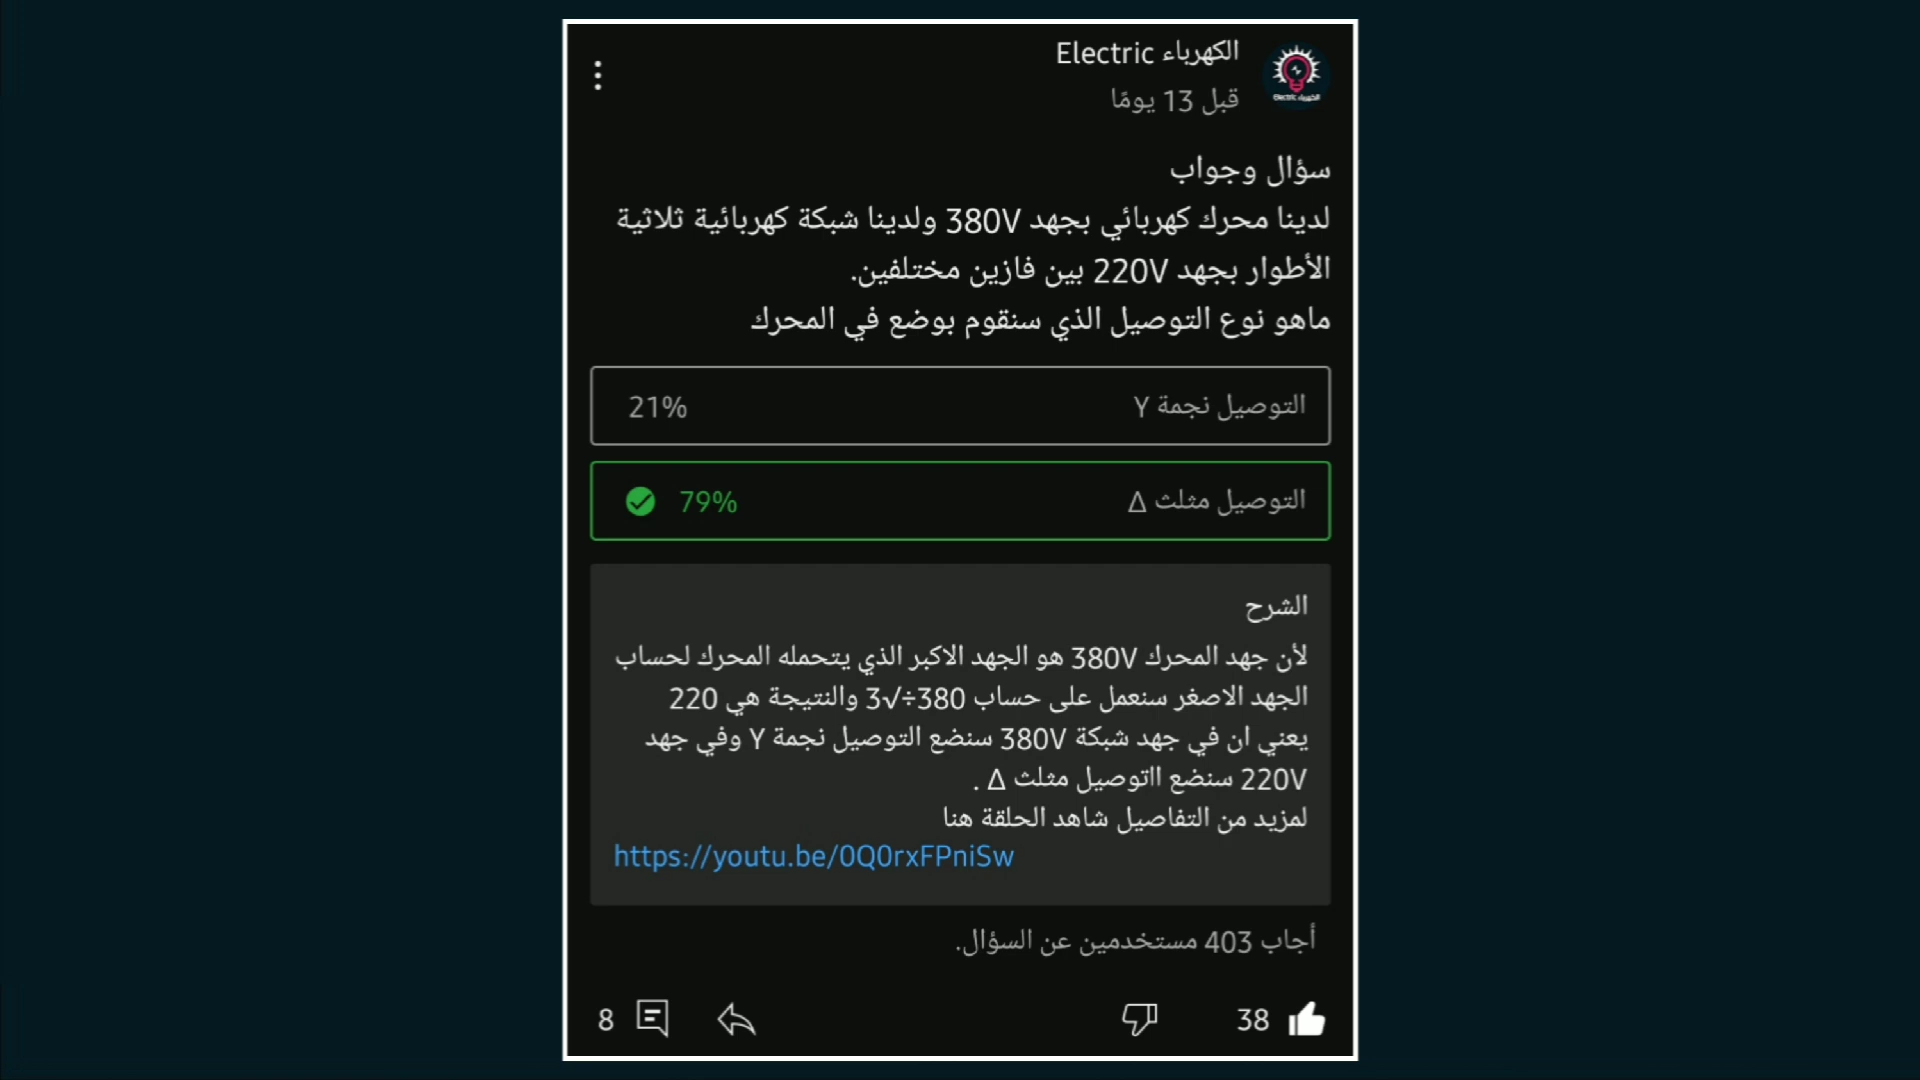 الكهرباء Electric
قبل 13 يومًا
سؤال وجواب
لدينا محرك كهربائي بجهد 380V ولدينا شبكة كهربائية ثلاثية
الأطوار بجهد 220V بين فازين مختلفين.
ماهو نوع التوصيل الذي سنقوم بوضع في المحرك
التوصيل نجمة Y 21%
التوصيل مثلث Δ 79%
الشرح
لأن جهد المحرك 380V هو الجهد الاكبر الذي يتحمله المحرك لحساب
الجهد الاصغر سنعمل على حساب 380÷√3 والنتيجة هي 220
يعني ان في جهد شبكة 380V سنضع التوصيل نجمة Y وفي جهد
220V سنضع ااتوصيل مثلث Δ .
لمزيد من التفاصيل شاهد الحلقة هنا
https://youtu.be/0Q0rxFPniSw
أجاب 403 مستخدمين عن السؤال.
38 8